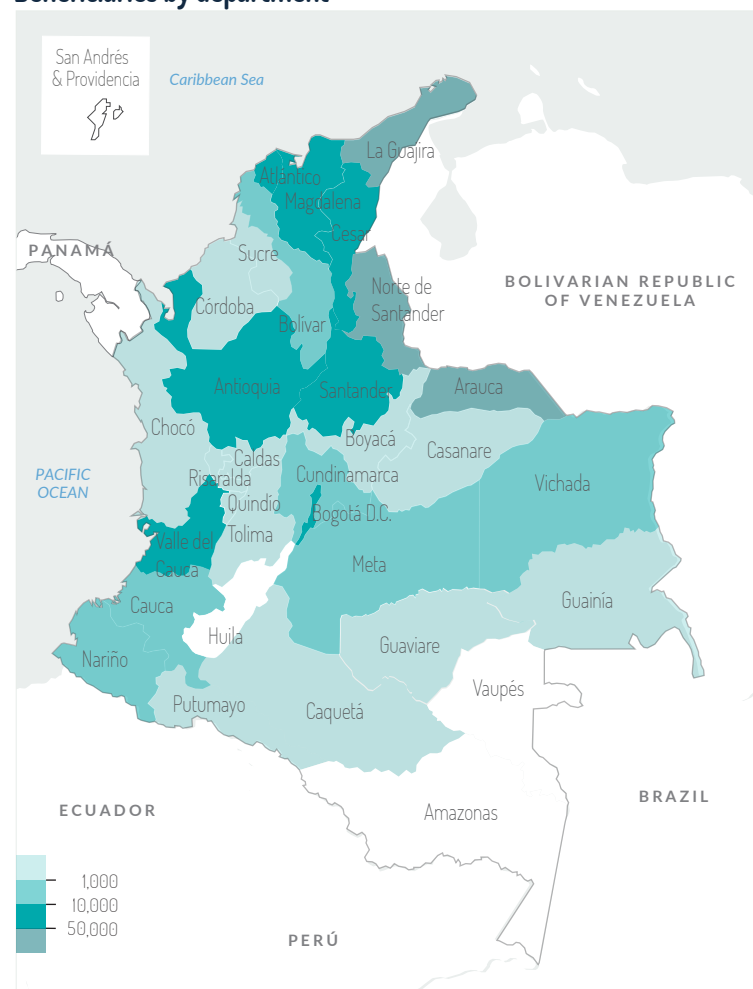 Beneficiaries by department
San Andrés
& Providencia
Caribbean Sea
La Guajira
Atlántico
Magdalena
Cesar
PANAMÁ
Sucre
BOLIVARIAN REPUBLIC
OF VENEZUELA
Norte de
Santander
Córdoba
Bolívar
Antioquia
Santander
Arauca
Chocó
Boyacá
Casanare
Caldas
Risaralda
Cundinamarca
PACIFIC
OCEAN
Vichada
Quindío
Bogotá D.C.
Tolima
Valle del
Cauca
Meta
Cauca
Guainía
Huila
Guaviare
Nariño
Vaupés
Putumayo
Caquetá
ECUADOR
BRAZIL
Amazonas
1,000
10,000
50,000
PERÚ